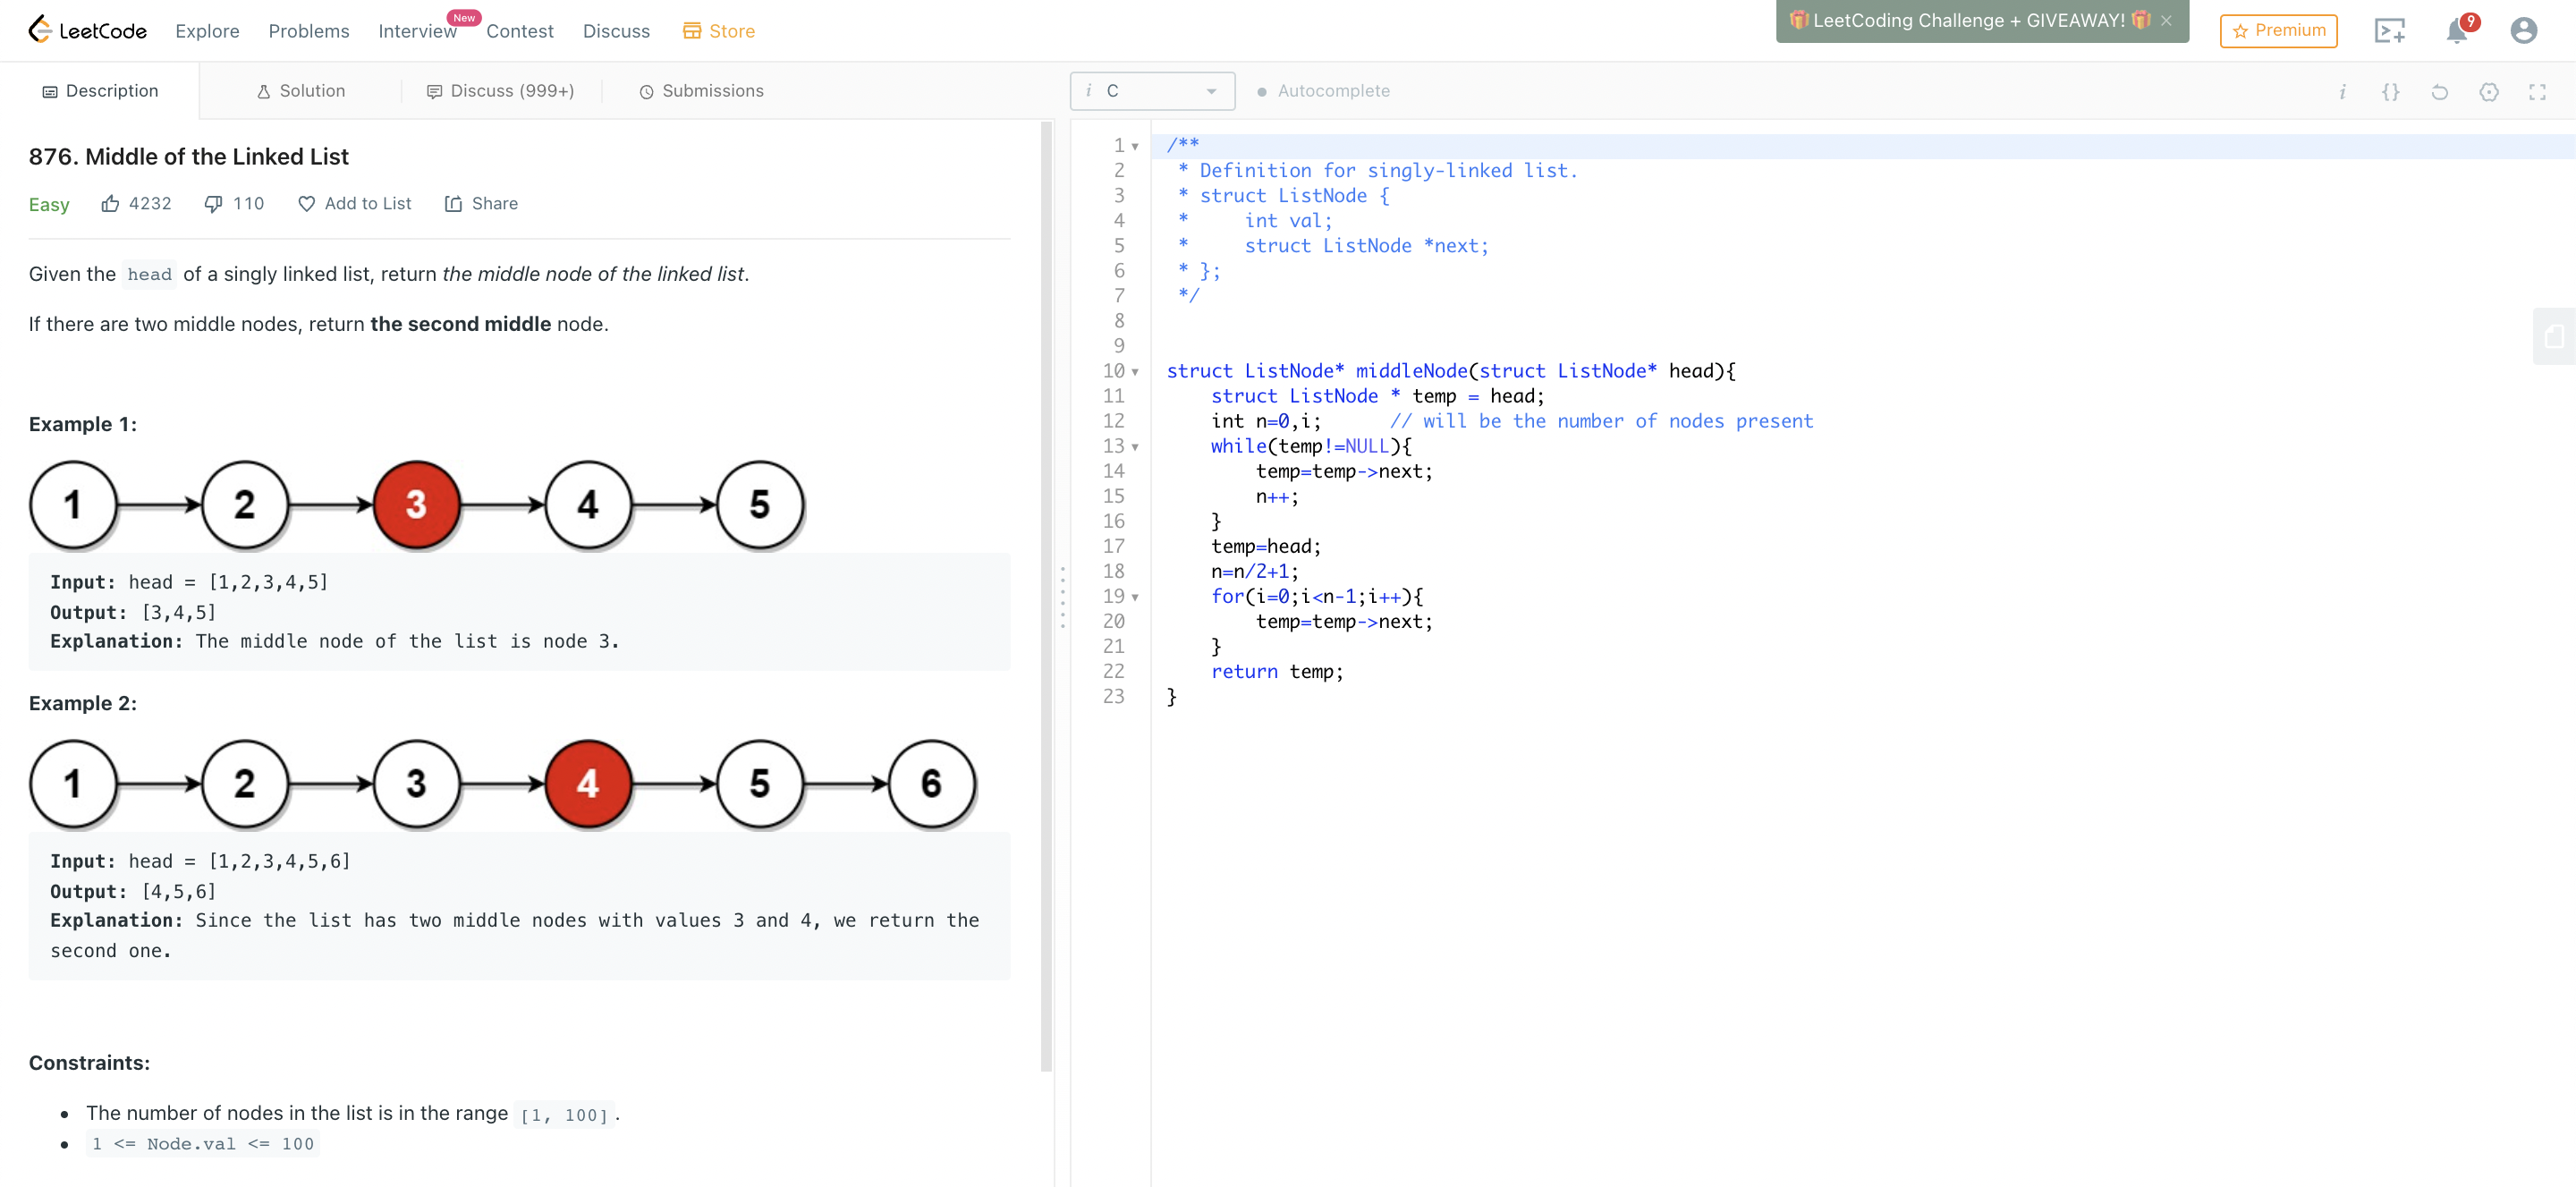 LeetCode Explore Problems Interview New Contest Discuss Store LeetCoding Challenge + GIVEAWAY! Premium 9
Description Solution Discuss (999+) Submissions
876. Middle of the Linked List
Easy 4232 110 Add to List Share
Given the head of a singly linked list, return the middle node of the linked list.
If there are two middle nodes, return the second middle node.
Example 1:
1 2 3 4 5
Input: head = [1,2,3,4,5]
Output: [3,4,5]
Explanation: The middle node of the list is node 3.
Example 2:
1 2 3 4 5 6
Input: head = [1,2,3,4,5,6]
Output: [4,5,6]
Explanation: Since the list has two middle nodes with values 3 and 4, we return the
second one.
Constraints:
• The number of nodes in the list is in the range [1, 100].
• 1 <= Node.val <= 100
i C Autocomplete i {}
1 /**
2  * Definition for singly-linked list.
3  * struct ListNode {
4  *     int val;
5  *     struct ListNode *next;
6  * };
7  */
8
9
10 struct ListNode* middleNode(struct ListNode* head){
11     struct ListNode * temp = head;
12     int n=0,i;      // will be the number of nodes present
13     while(temp!=NULL){
14         temp=temp->next;
15         n++;
16     }
17     temp=head;
18     n=n/2+1;
19     for(i=0;i<n-1;i++){
20         temp=temp->next;
21     }
22     return temp;
23 }